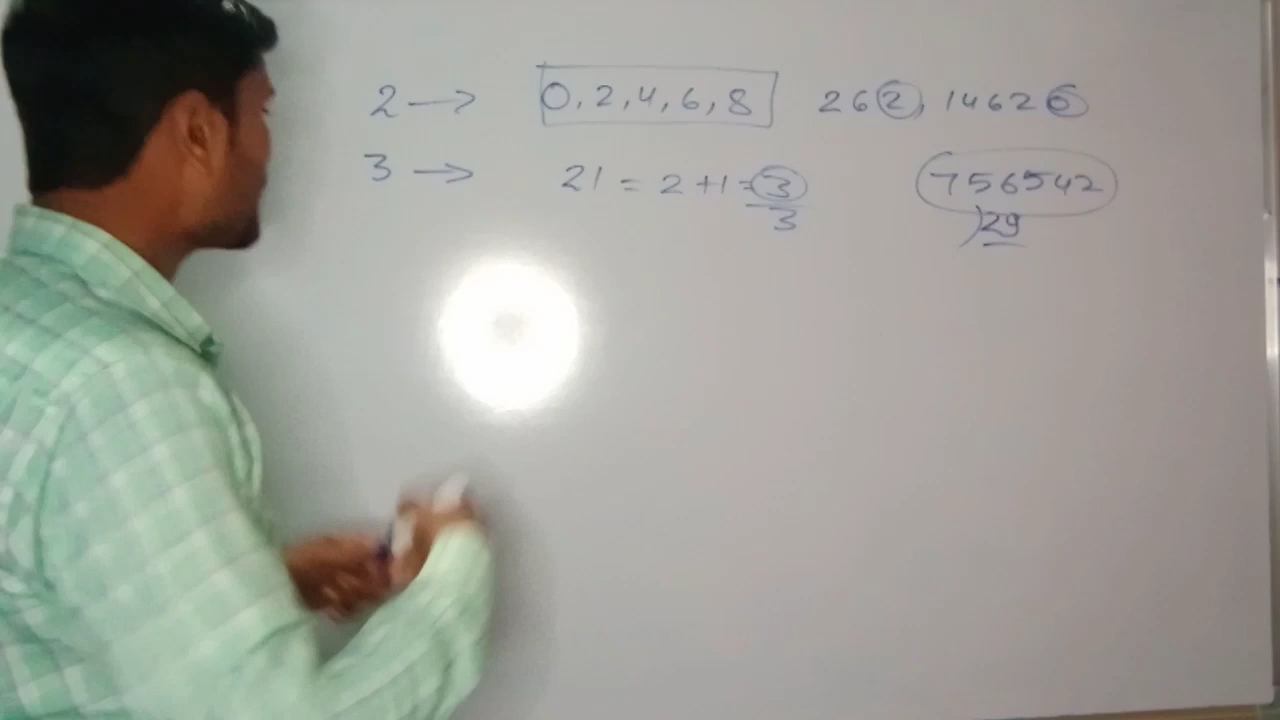 2 → 0, 2, 4, 6, 8 262, 14626
3 → 21 = 2 + 1 = 3 756542
3 29